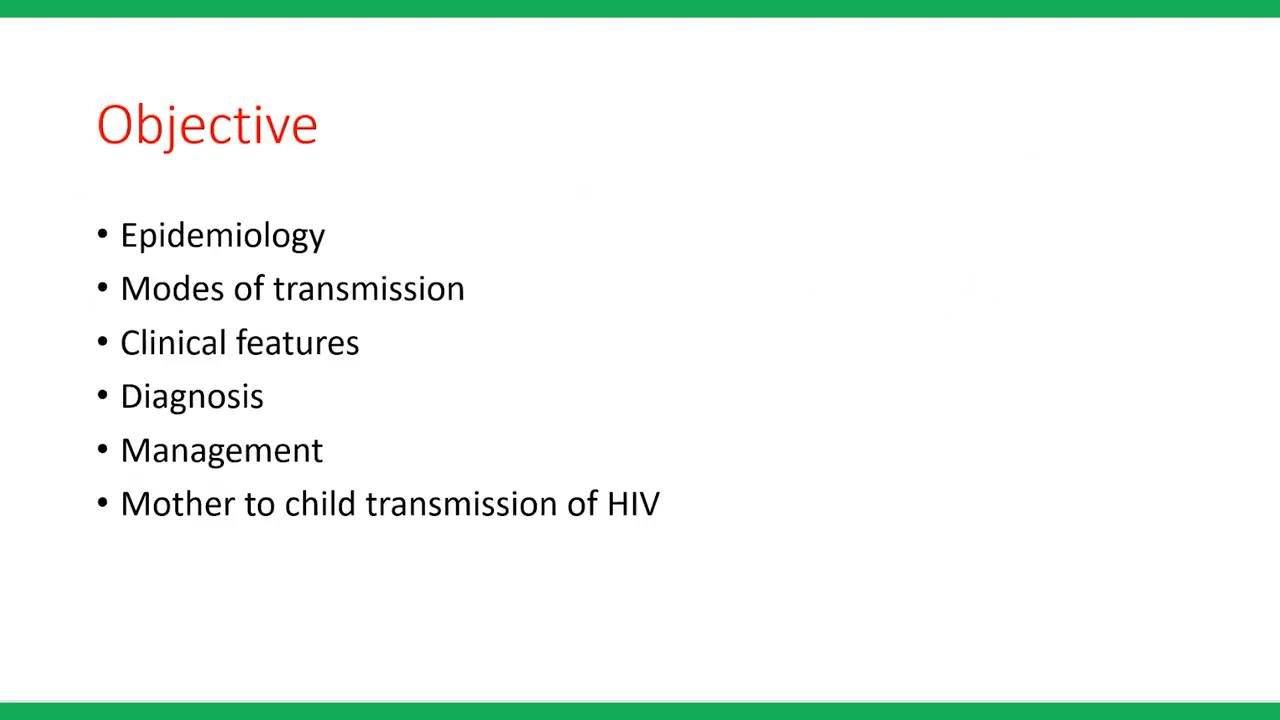 Objective
• Epidemiology
• Modes of transmission
• Clinical features
• Diagnosis
• Management
• Mother to child transmission of HIV